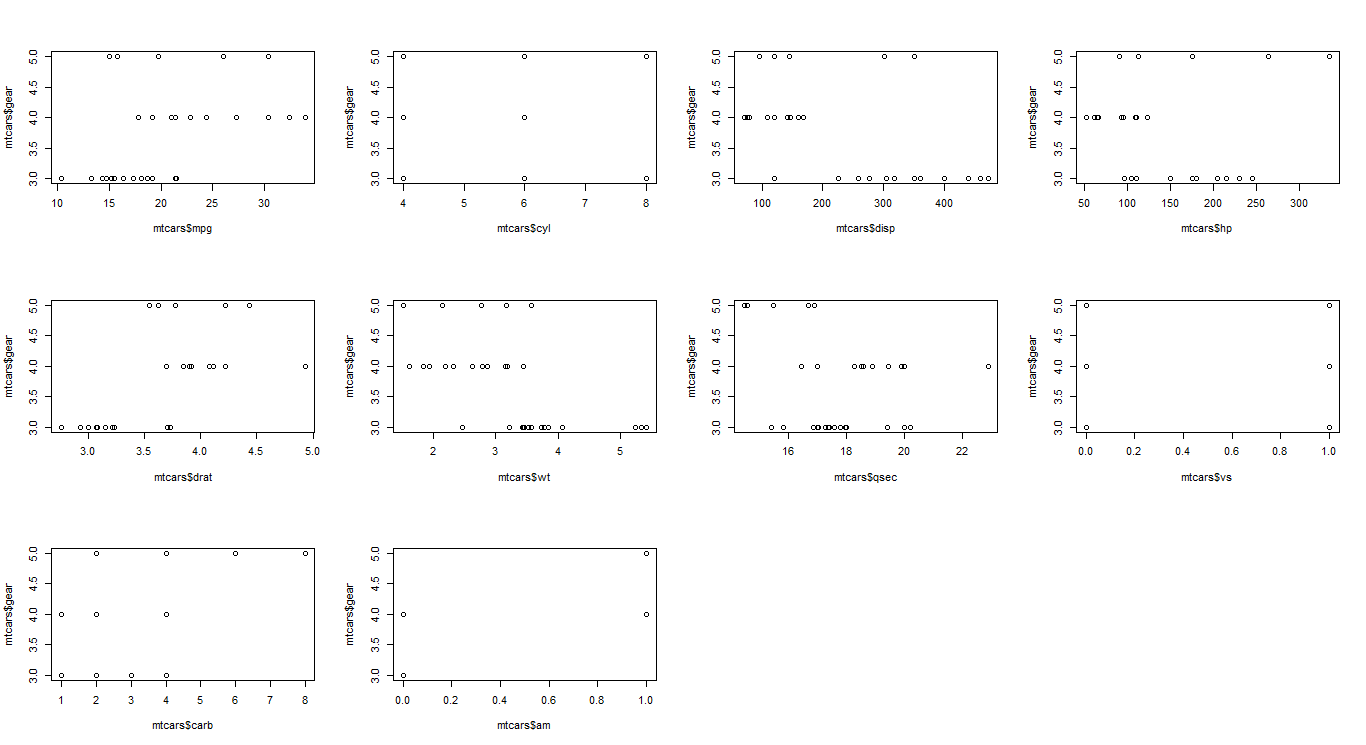 mtcars$gear
3.0 3.5 4.0 4.5 5.0
10 15 20 25 30
mtcars$mpg
mtcars$gear
3.0 3.5 4.0 4.5 5.0
4 5 6 7 8
mtcars$cyl
mtcars$gear
3.0 3.5 4.0 4.5 5.0
100 200 300 400
mtcars$disp
mtcars$gear
3.0 3.5 4.0 4.5 5.0
50 100 150 200 250 300
mtcars$hp
mtcars$gear
3.0 3.5 4.0 4.5 5.0
3.0 3.5 4.0 4.5 5.0
mtcars$drat
mtcars$gear
3.0 3.5 4.0 4.5 5.0
2 3 4 5
mtcars$wt
mtcars$gear
3.0 3.5 4.0 4.5 5.0
16 18 20 22
mtcars$qsec
mtcars$gear
3.0 3.5 4.0 4.5 5.0
0.0 0.2 0.4 0.6 0.8 1.0
mtcars$vs
mtcars$gear
3.0 3.5 4.0 4.5 5.0
1 2 3 4 5 6 7 8
mtcars$carb
mtcars$gear
3.0 3.5 4.0 4.5 5.0
0.0 0.2 0.4 0.6 0.8 1.0
mtcars$am